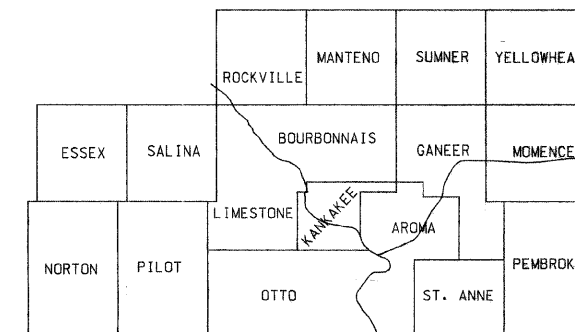 ROCKVILLE MANTENO SUMNER YELLOWHEA
ESSEX SALINA BOURBONNAIS GANEER MOMENCE
LIMESTONE KANKAKEE AROMA
NORTON PILOT OTTO ST. ANNE PEMBROK